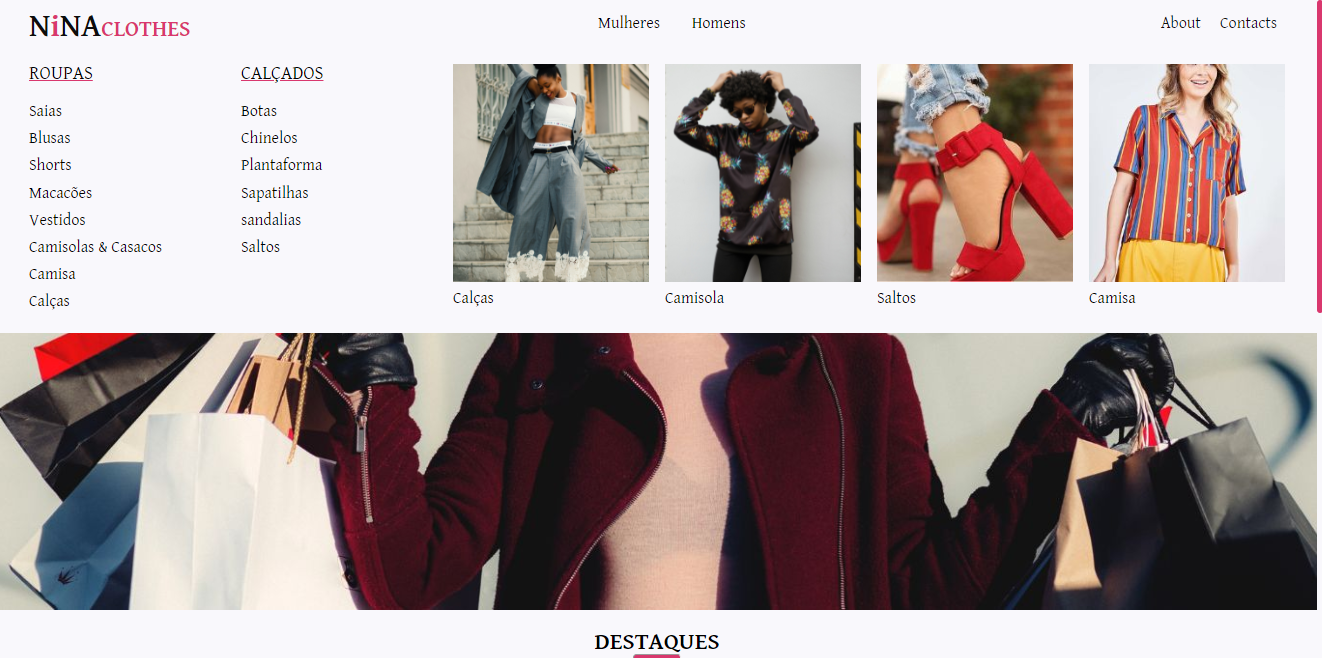 NiNACLOTHES
Mulheres Homens
About Contacts
ROUPAS
Saias
Blusas
Shorts
Macacões
Vestidos
Camisolas & Casacos
Camisa
Calças
CALÇADOS
Botas
Chinelos
Plantaforma
Sapatilhas
sandalias
Saltos
Calças
Camisola
Saltos
Camisa
DESTAQUES